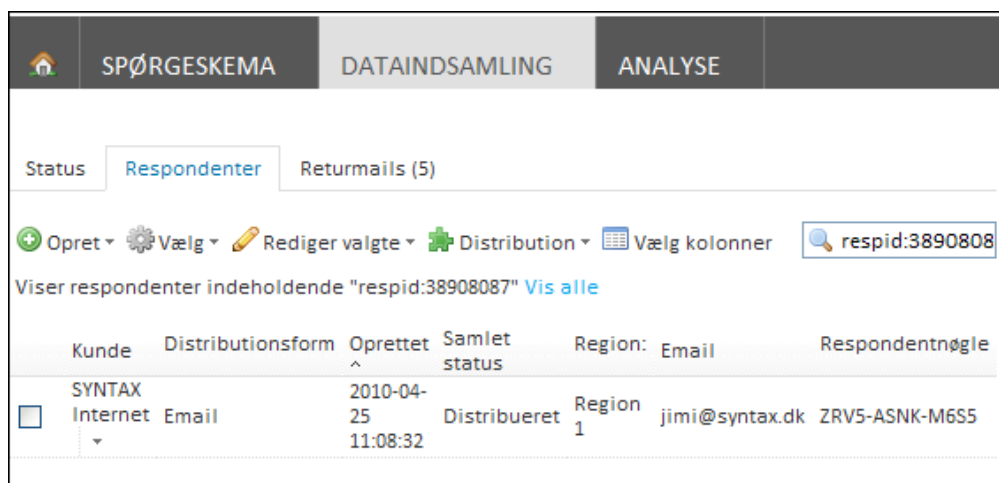 SPØRGESKEMA DATAINDSAMLING ANALYSE
Status Respondenter Returmails (5)
Opret Vælg Rediger valgte Distribution Vælg kolonner respid:3890808
Viser respondenter indeholdende "respid:38908087" Vis alle
Kunde Distributionsform Oprettet Samlet status Region: Email Respondentnøgle
SYNTAX Internet Email 2010-04-25 11:08:32 Distribueret Region 1 jimi@syntax.dk ZRV5-ASNK-M6S5